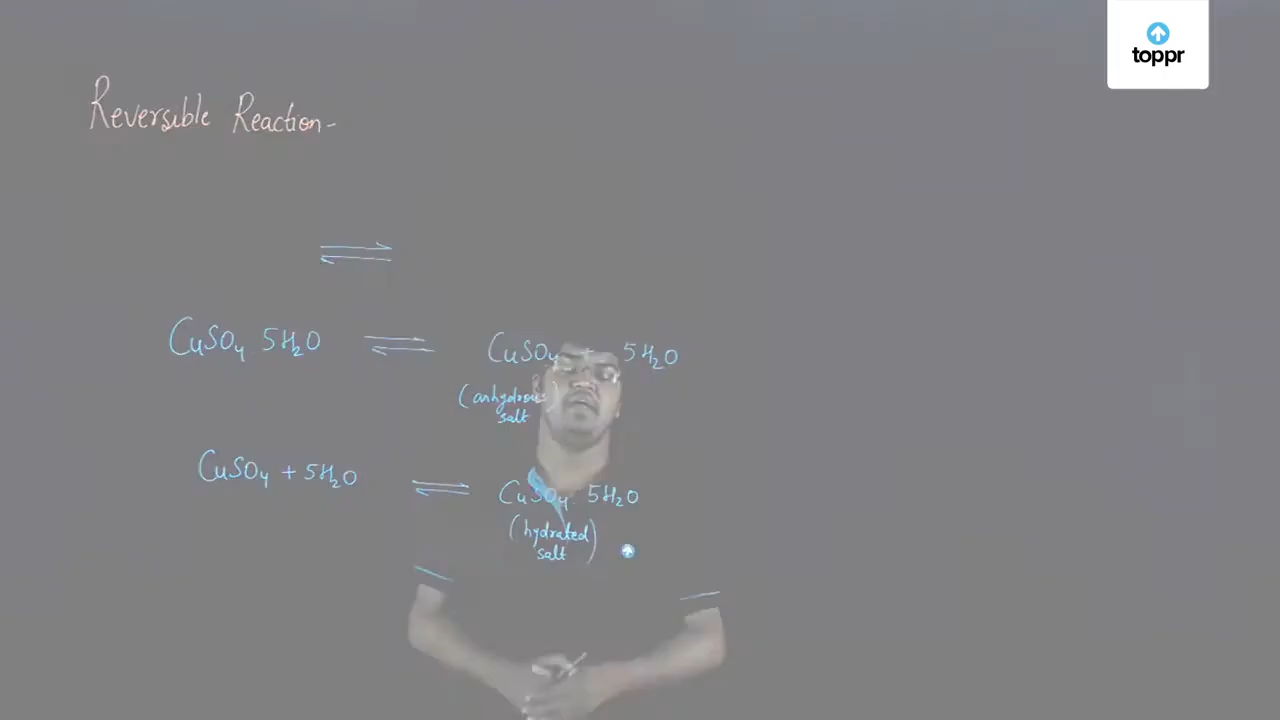 toppr
Reversible Reaction-
⇌
CuSO₄ . 5H₂O ⇌ CuSO₄ + 5H₂O
(anhydrous)
salt
CuSO₄ + 5H₂O ⇌ CuSO₄ . 5H₂O
(hydrated)
salt